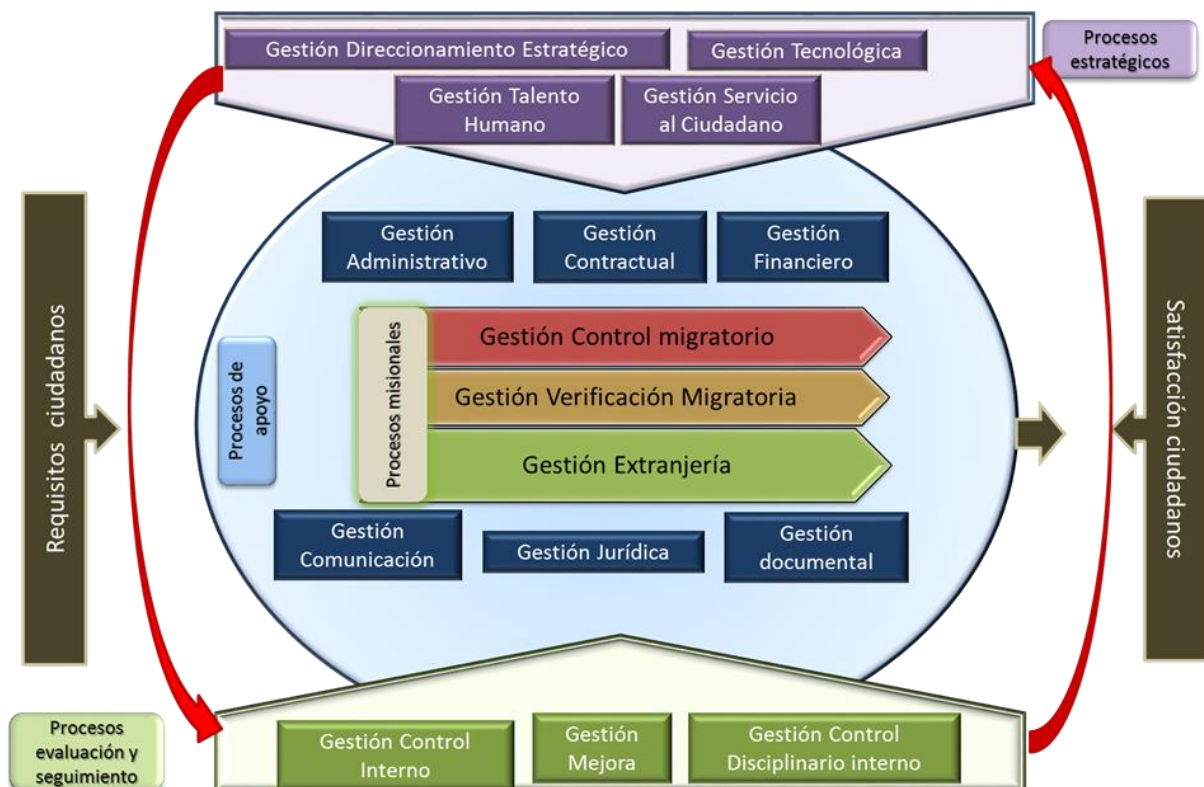 Gestión Direccionamiento Estratégico
Gestión Tecnológica
Procesos
estratégicos
Gestión Talento
Humano
Gestión Servicio
al Ciudadano
Requisitos  ciudadanos
Gestión
Administrativo
Gestión
Contractual
Gestión
Financiero
Procesos de
apoyo
Procesos misionales
Gestión Control migratorio
Gestión Verificación Migratoria
Gestión Extranjería
Satisfacción ciudadanos
Gestión
Comunicación
Gestión Jurídica
Gestión
documental
Procesos
evaluación y
seguimiento
Gestión Control
Interno
Gestión
Mejora
Gestión Control
Disciplinario interno